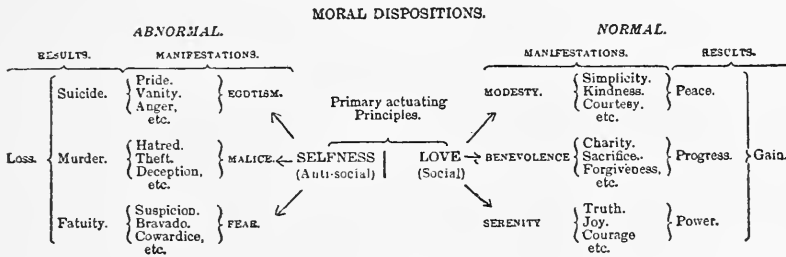 MORAL DISPOSITIONS.
ABNORMAL.
NORMAL.
RESULTS. MANIFESTATIONS.
MANIFESTATIONS. RESULTS.
Suicide.
Pride.
Vanity.
Anger,
etc.
EGOTISM.
Loss.
Murder.
Hatred.
Theft.
Deception,
etc.
MALICE.
Fatuity.
Suspicion.
Bravado.
Cowardice,
etc.
FEAR.
Primary actuating
Principles.
SELFNESS
(Anti-social)
LOVE
(Social)
MODESTY.
Simplicity.
Kindness.
Courtesy.
etc.
Peace.
BENEVOLENCE
Charity.
Sacrifice.
Forgiveness,
etc.
Progress.
Gain.
SERENITY
Truth.
Joy.
Courage
etc.
Power.